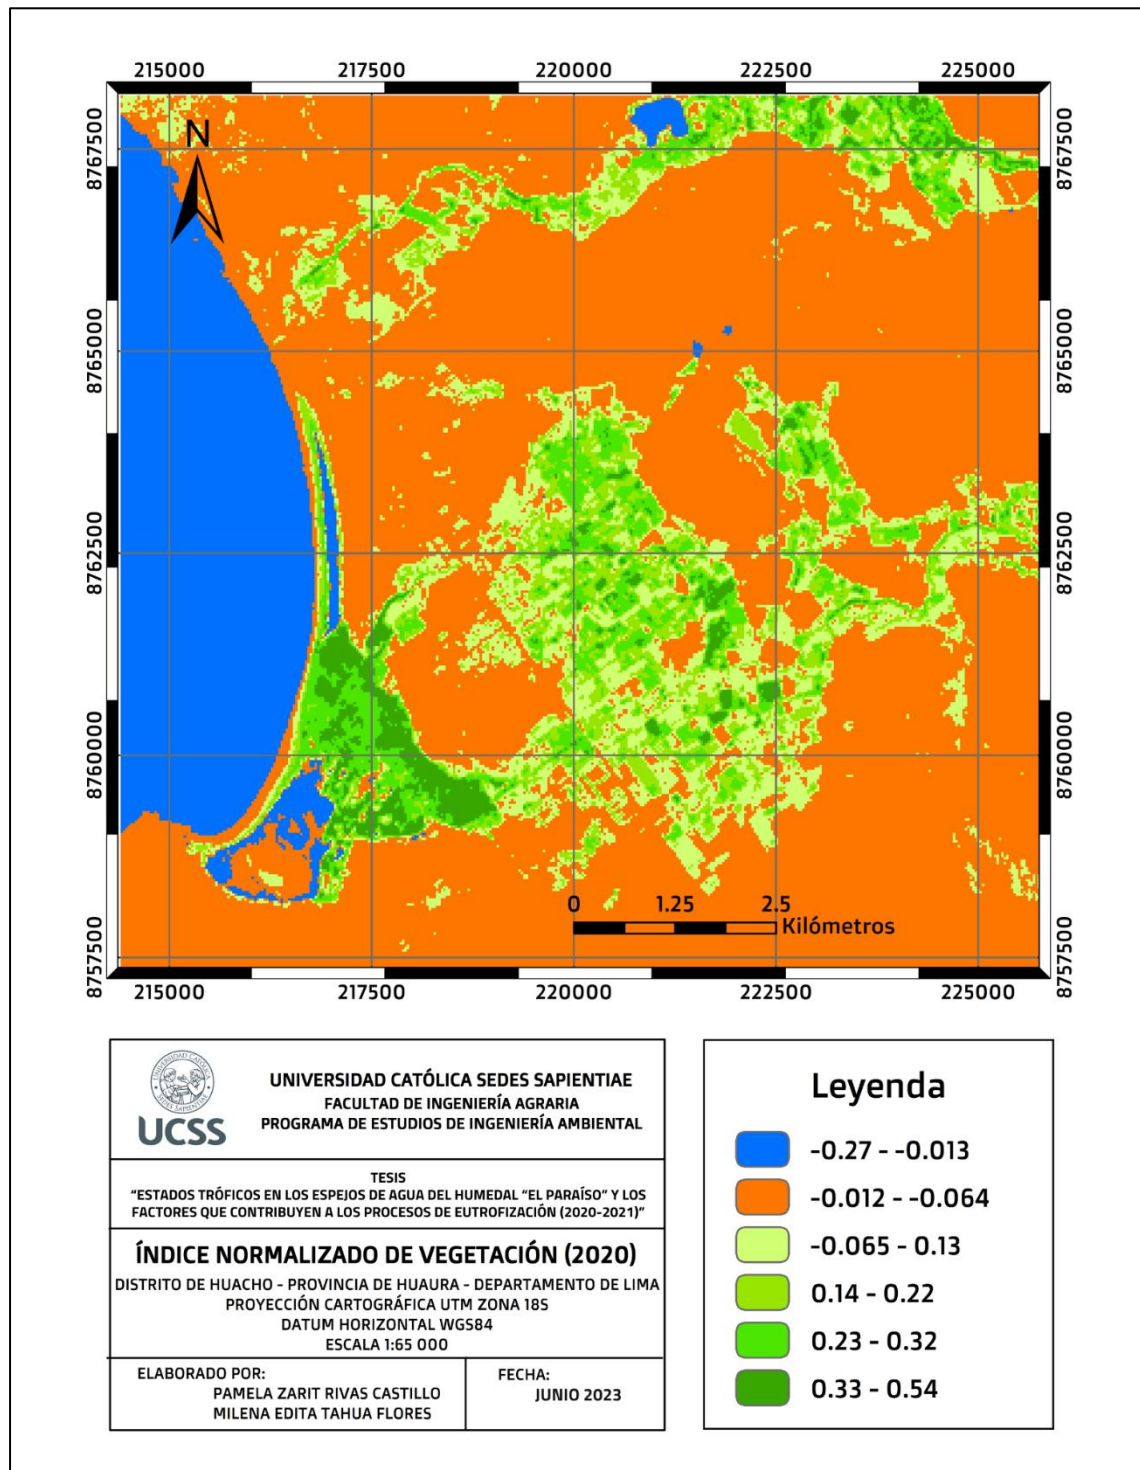 215000 217500 220000 222500 225000
N
8767500 8767500
8765000 8765000
8762500 8762500
8760000 8760000
8757500 8757500
0 1.25 2.5
Kilómetros
215000 217500 220000 222500 225000
UNIVERSIDAD CATÓLICA
SEDES SAPIENTIAE
UCSS
UNIVERSIDAD CATÓLICA SEDES SAPIENTIAE
FACULTAD DE INGENIERÍA AGRARIA
PROGRAMA DE ESTUDIOS DE INGENIERÍA AMBIENTAL
TESIS
“ESTADOS TRÓFICOS EN LOS ESPEJOS DE AGUA DEL HUMEDAL “EL PARAÍSO” Y LOS
FACTORES QUE CONTRIBUYEN A LOS PROCESOS DE EUTROFIZACIÓN (2020-2021)”
ÍNDICE NORMALIZADO DE VEGETACIÓN (2020)
DISTRITO DE HUACHO - PROVINCIA DE HUAURA - DEPARTAMENTO DE LIMA
PROYECCIÓN CARTOGRÁFICA UTM ZONA 18S
DATUM HORIZONTAL WGS84
ESCALA 1:65 000
ELABORADO POR:
PAMELA ZARIT RIVAS CASTILLO
MILENA EDITA TAHUA FLORES
FECHA:
JUNIO 2023
Leyenda
-0.27 - -0.013
-0.012 - -0.064
-0.065 - 0.13
0.14 - 0.22
0.23 - 0.32
0.33 - 0.54